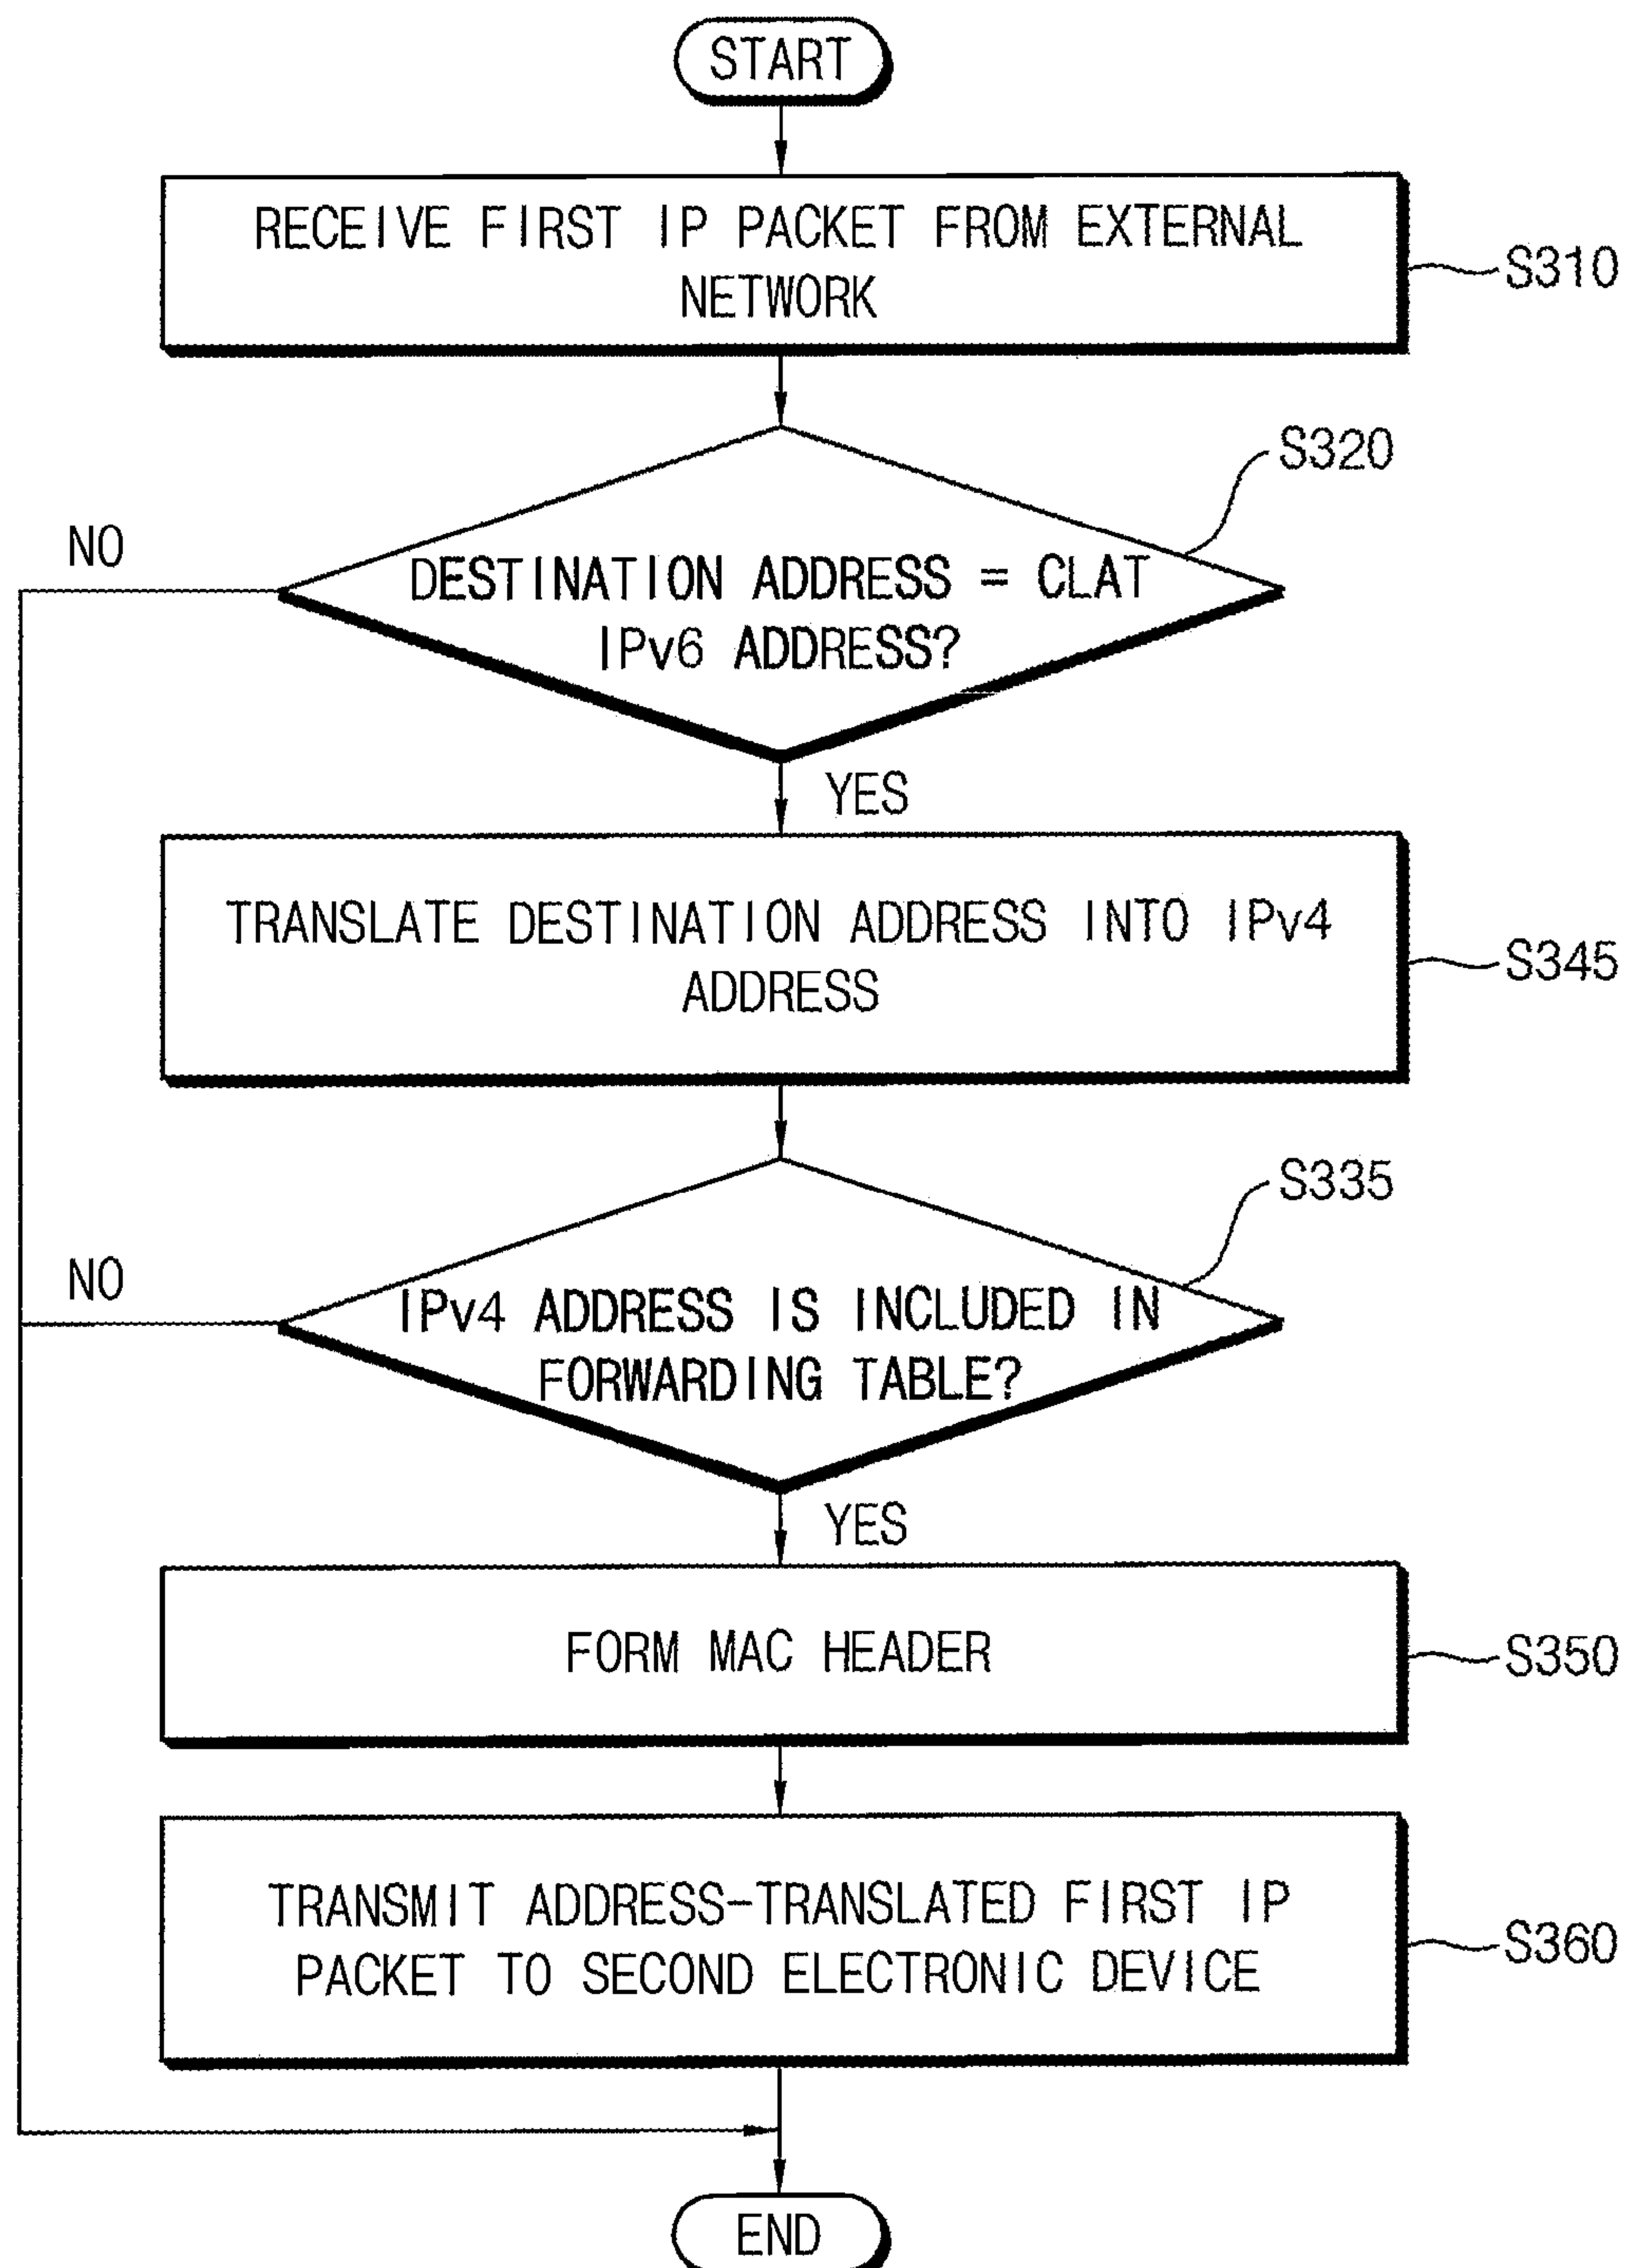 START
RECEIVE FIRST IP PACKET FROM EXTERNAL
NETWORK
S310
S320
NO
DESTINATION ADDRESS = CLAT
IPv6 ADDRESS?
YES
TRANSLATE DESTINATION ADDRESS INTO IPv4
ADDRESS
S345
S335
NO
IPv4 ADDRESS IS INCLUDED IN
FORWARDING TABLE?
YES
FORM MAC HEADER
S350
TRANSMIT ADDRESS-TRANSLATED FIRST IP
PACKET TO SECOND ELECTRONIC DEVICE
S360
END